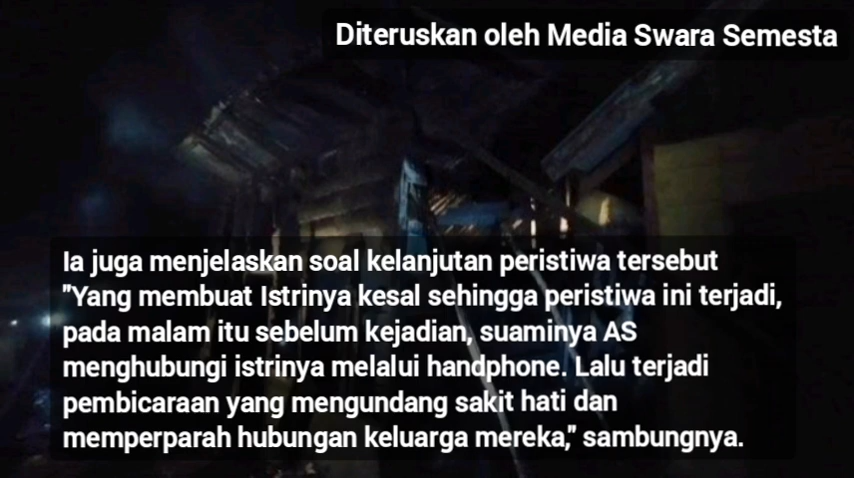 Diteruskan oleh Media Swara Semesta
Ia juga menjelaskan soal kelanjutan peristiwa tersebut
"Yang membuat Istrinya kesal sehingga peristiwa ini terjadi,
pada malam itu sebelum kejadian, suaminya AS
menghubungi istrinya melalui handphone. Lalu terjadi
pembicaraan yang mengundang sakit hati dan
memperparah hubungan keluarga mereka," sambungnya.